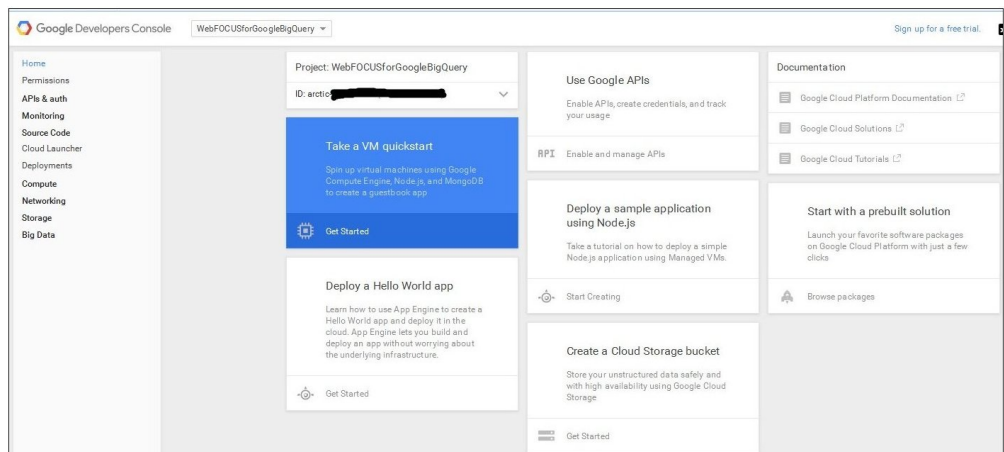 Google Developers Console
WebFOCUSforGoogleBigQuery
Sign up for a free trial.
Home
Permissions
APIs & auth
Monitoring
Source Code
Cloud Launcher
Deployments
Compute
Networking
Storage
Big Data
Project: WebFOCUSforGoogleBigQuery
ID: arctic
Take a VM quickstart
Spin up virtual machines using Google
Compute Engine, Node.js, and MongoDB
to create a guestbook app
Get Started
Deploy a Hello World app
Learn how to use App Engine to create a
Hello World app and deploy it in the
cloud. App Engine lets you build and
deploy an app without worrying about
the underlying infrastructure.
Get Started
Use Google APIs
Enable APIs, create credentials, and track
your usage
API Enable and manage APIs
Deploy a sample application
using Node.js
Take a tutorial on how to deploy a simple
Node.js application using Managed VMs.
Start Creating
Create a Cloud Storage bucket
Store your unstructured data safely and
with high availability using Google Cloud
Storage
Get Started
Documentation
Google Cloud Platform Documentation
Google Cloud Solutions
Google Cloud Tutorials
Start with a prebuilt solution
Launch your favorite software packages
on Google Cloud Platform with just a few
clicks
Browse packages